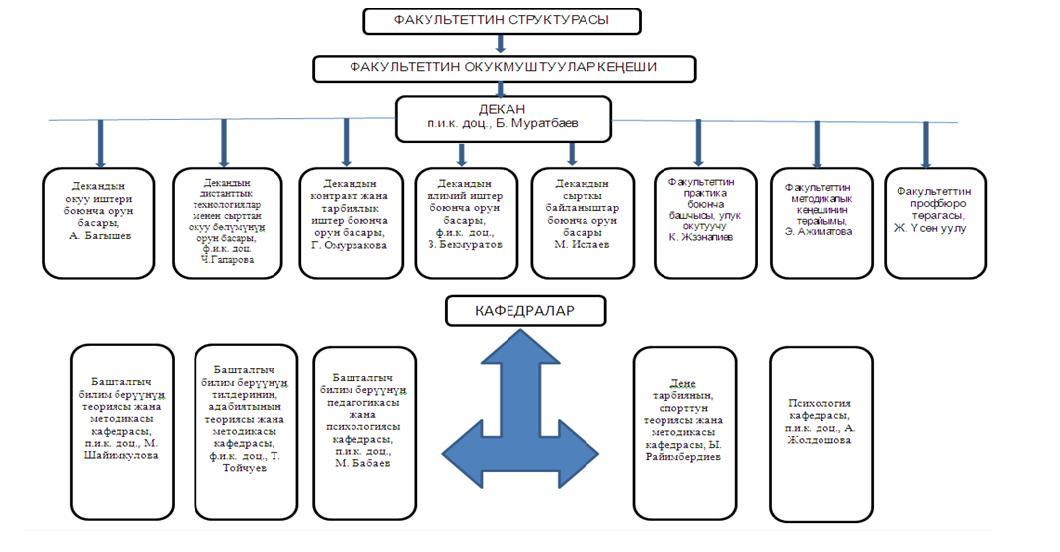 ФАКУЛЬТЕТТИН СТРУКТУРАСЫ
ФАКУЛЬТЕТТИН ОКУКМУШТУУЛАР КЕҢЕШИ
ДЕКАН
п.и.к. доц., Б. Муратбаев
Декандын
окуу иштери
боюнча орун
басары,
А. Багышев
Декандын
дистанттык
технологиялар
менен сырттан
окуу бөлүмүнүн
орун басары,
ф.и.к. доц.
Ч.Гапарова
Декандын
контракт жана
тарбиялык
иштер боюнча
орун басары,
Г. Омурзакова
Декандын
илимий иштер
боюнча орун
басары,
ф.и.к. доц.,
З. Бекмуратов
Декандын
сырткы
байланыштар
боюнча орун
басары
М. Исаев
Факультеттин
практика
боюнча
башчысы, улук
окутуучу
К. Жээналиев
Факультеттин
методикалык
кеңешинин
төрайымы,
Э. Ажиматова
Факультеттин
профбюро
төрагасы,
Ж. Үсөн уулу
КАФЕДРАЛАР
Башталгыч
билим берүүнүн
теориясы жана
методикасы
кафедрасы,
п.и.к. доц., М.
Шайимкулова
Башталгыч
билим берүүнүн
тилдеринин,
адабиятынын
теориясы жана
методикасы
кафедрасы,
ф.и.к. доц., Т.
Тойчуев
Башталгыч
билим берүүнүн
педагогикасы
жана
психологиясы
кафедрасы,
п.и.к. доц.,
М. Бабаев
Дене
тарбиянын,
спорттун
теориясы жана
методикасы
кафедрасы, Ы.
Райимбердиев
Психология
кафедрасы,
п.и.к. доц., А.
Жолдошова